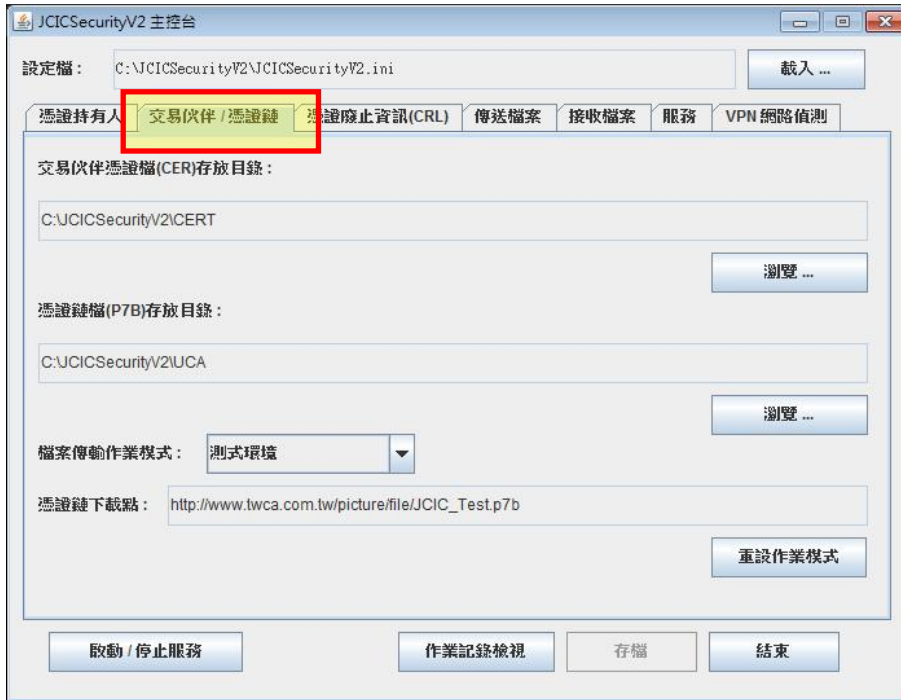 JCICSecurityV2 主控台
設定檔： C:\JCICSecurityV2\JCICSecurityV2.ini 載入 ...
憑證持有人 交易伙伴 / 憑證鏈 憑證廢止資訊(CRL) 傳送檔案 接收檔案 服務 VPN 網路偵測
交易伙伴憑證檔(CER)存放目錄：
C:\JCICSecurityV2\CERT
瀏覽 ...
憑證鏈檔(P7B)存放目錄：
C:\JCICSecurityV2\UCA
瀏覽 ...
檔案傳輸作業模式： 測式環境
憑證鏈下載點： http://www.twca.com.tw/picture/file/JCIC_Test.p7b
重設作業模式
啟動 / 停止服務 作業記錄檢視 存檔 結束